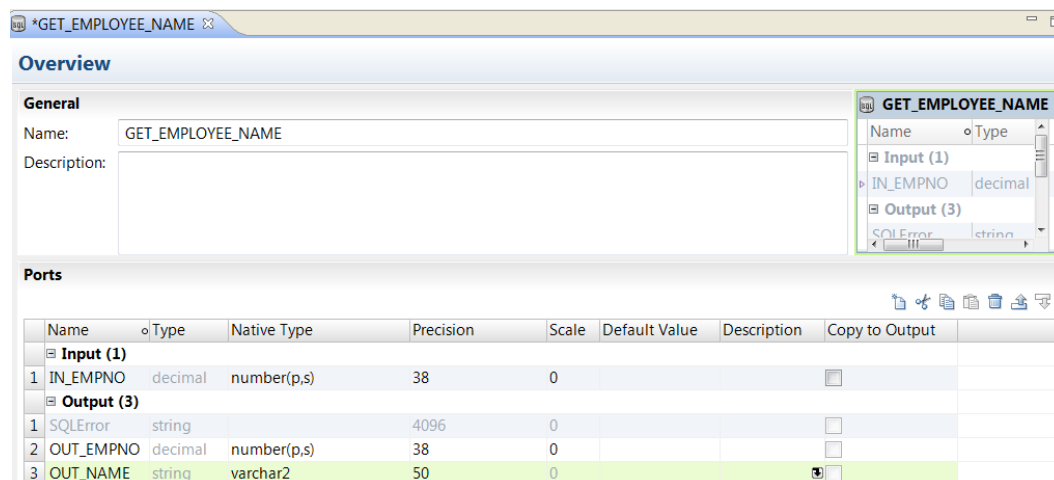 *GET_EMPLOYEE_NAME
Overview
General
Name: GET_EMPLOYEE_NAME
Description:
GET_EMPLOYEE_NAME
Name Type
Input (1)
IN_EMPNO decimal
Output (3)
SQLError string
Ports
Name Type Native Type Precision Scale Default Value Description Copy to Output
Input (1)
1 IN_EMPNO decimal number(p,s) 38 0
Output (3)
1 SQLError string 4096 0
2 OUT_EMPNO decimal number(p,s) 38 0
3 OUT_NAME string varchar2 50 0